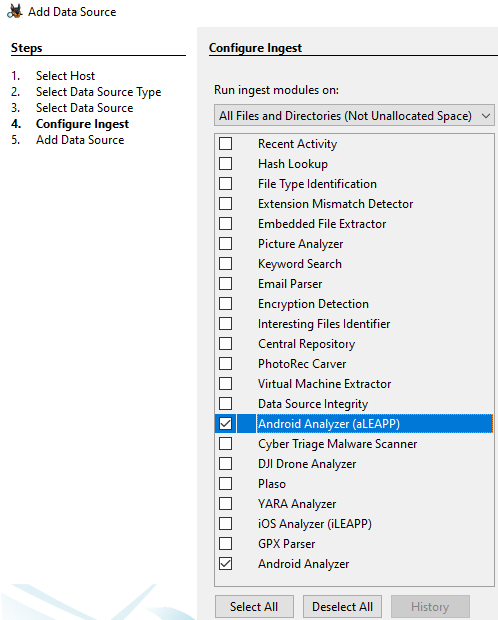 Add Data Source
Steps
1. Select Host
2. Select Data Source Type
3. Select Data Source
4. Configure Ingest
5. Add Data Source
Configure Ingest
Run ingest modules on:
All Files and Directories (Not Unallocated Space)
Recent Activity
Hash Lookup
File Type Identification
Extension Mismatch Detector
Embedded File Extractor
Picture Analyzer
Keyword Search
Email Parser
Encryption Detection
Interesting Files Identifier
Central Repository
PhotoRec Carver
Virtual Machine Extractor
Data Source Integrity
Android Analyzer (aLEAPP)
Cyber Triage Malware Scanner
DJI Drone Analyzer
Plaso
YARA Analyzer
iOS Analyzer (iLEAPP)
GPX Parser
Android Analyzer
Select All Deselect All History